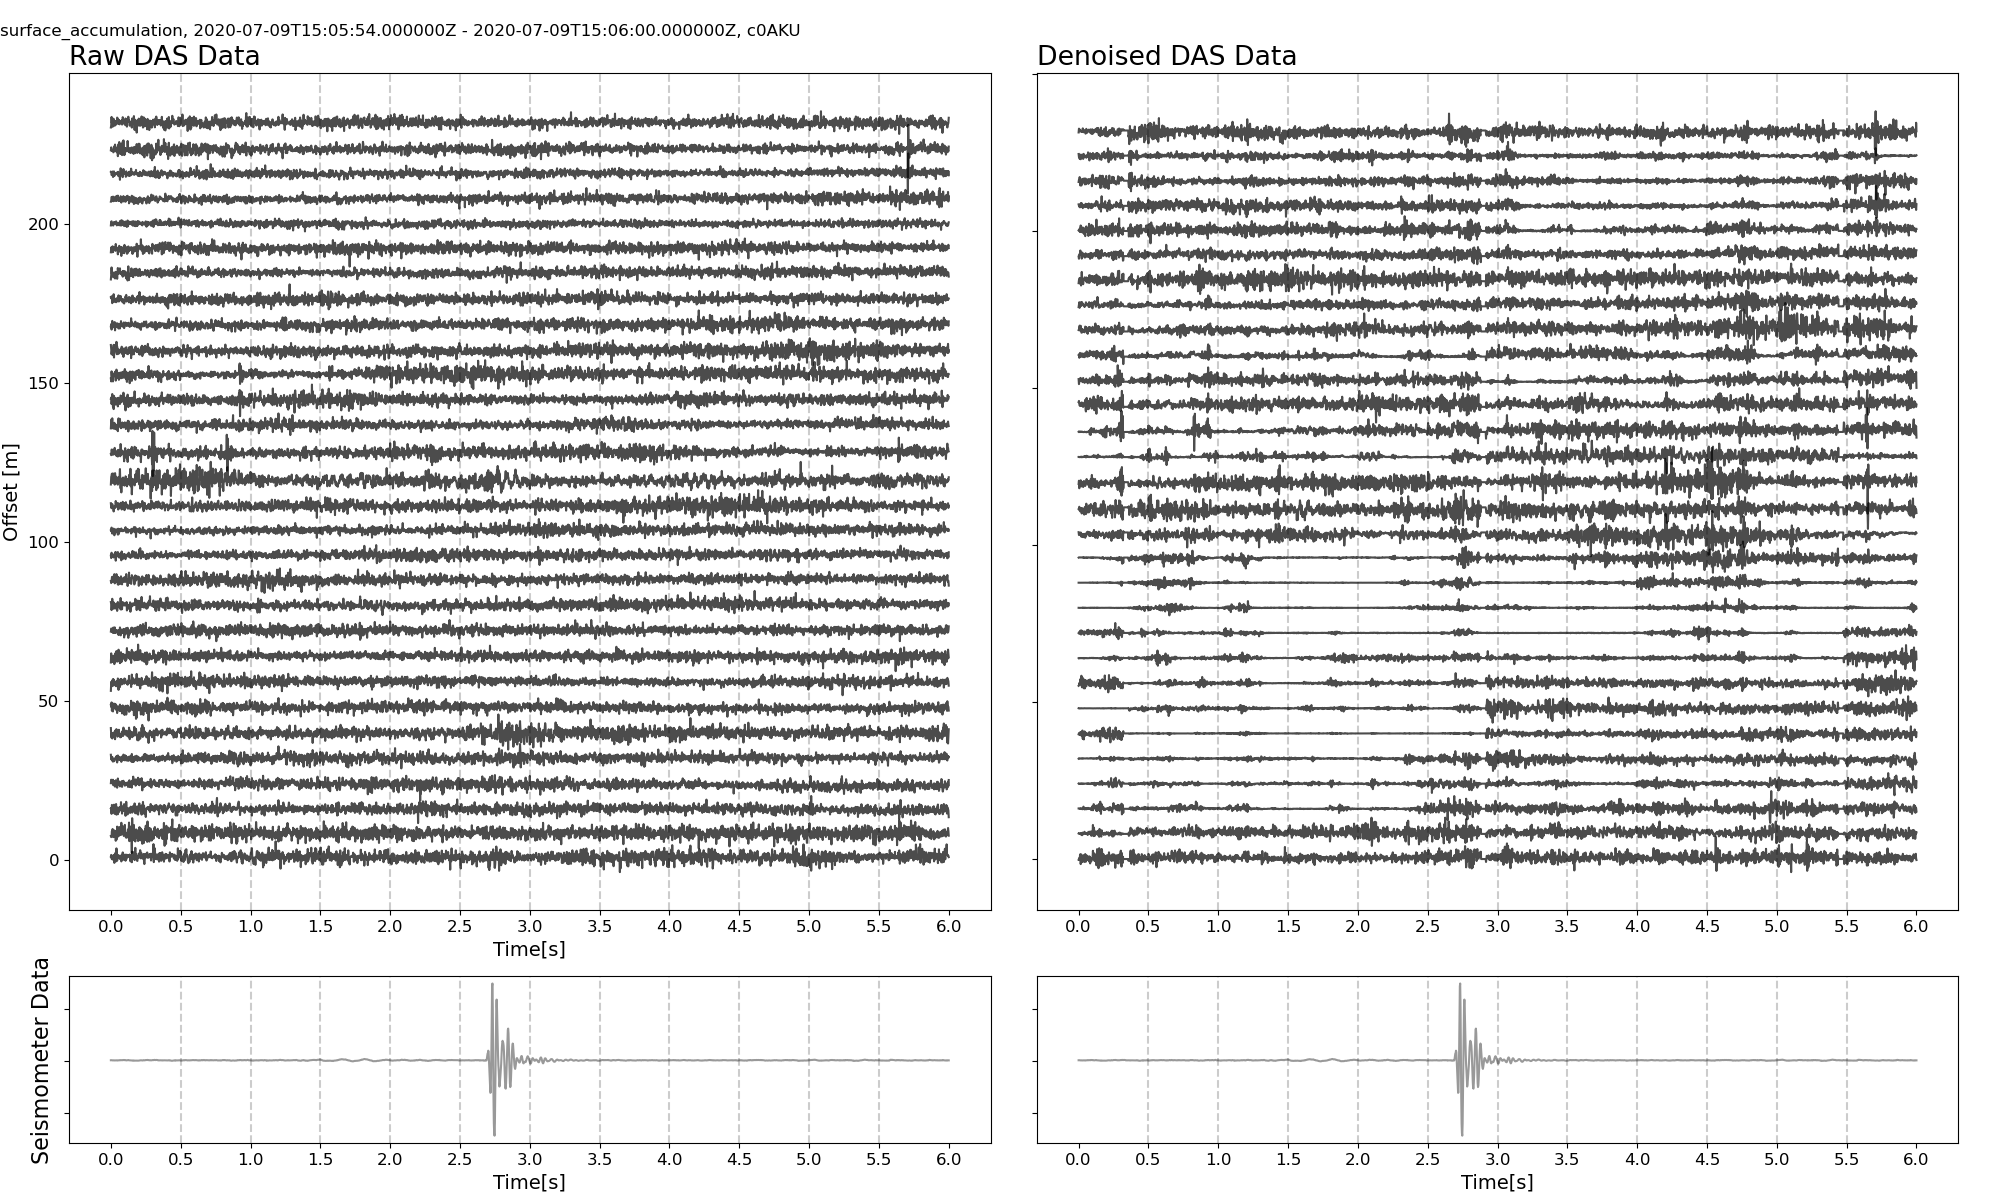 surface_accumulation, 2020-07-09T15:05:54.000000Z - 2020-07-09T15:06:00.000000Z, c0AKU
Raw DAS Data
Denoised DAS Data
Offset [m]
200
150
100
50
0
0.0 0.5 1.0 1.5 2.0 2.5 3.0 3.5 4.0 4.5 5.0 5.5 6.0
Time[s]
0.0 0.5 1.0 1.5 2.0 2.5 3.0 3.5 4.0 4.5 5.0 5.5 6.0
Seismometer Data
0.0 0.5 1.0 1.5 2.0 2.5 3.0 3.5 4.0 4.5 5.0 5.5 6.0
Time[s]
0.0 0.5 1.0 1.5 2.0 2.5 3.0 3.5 4.0 4.5 5.0 5.5 6.0
Time[s]